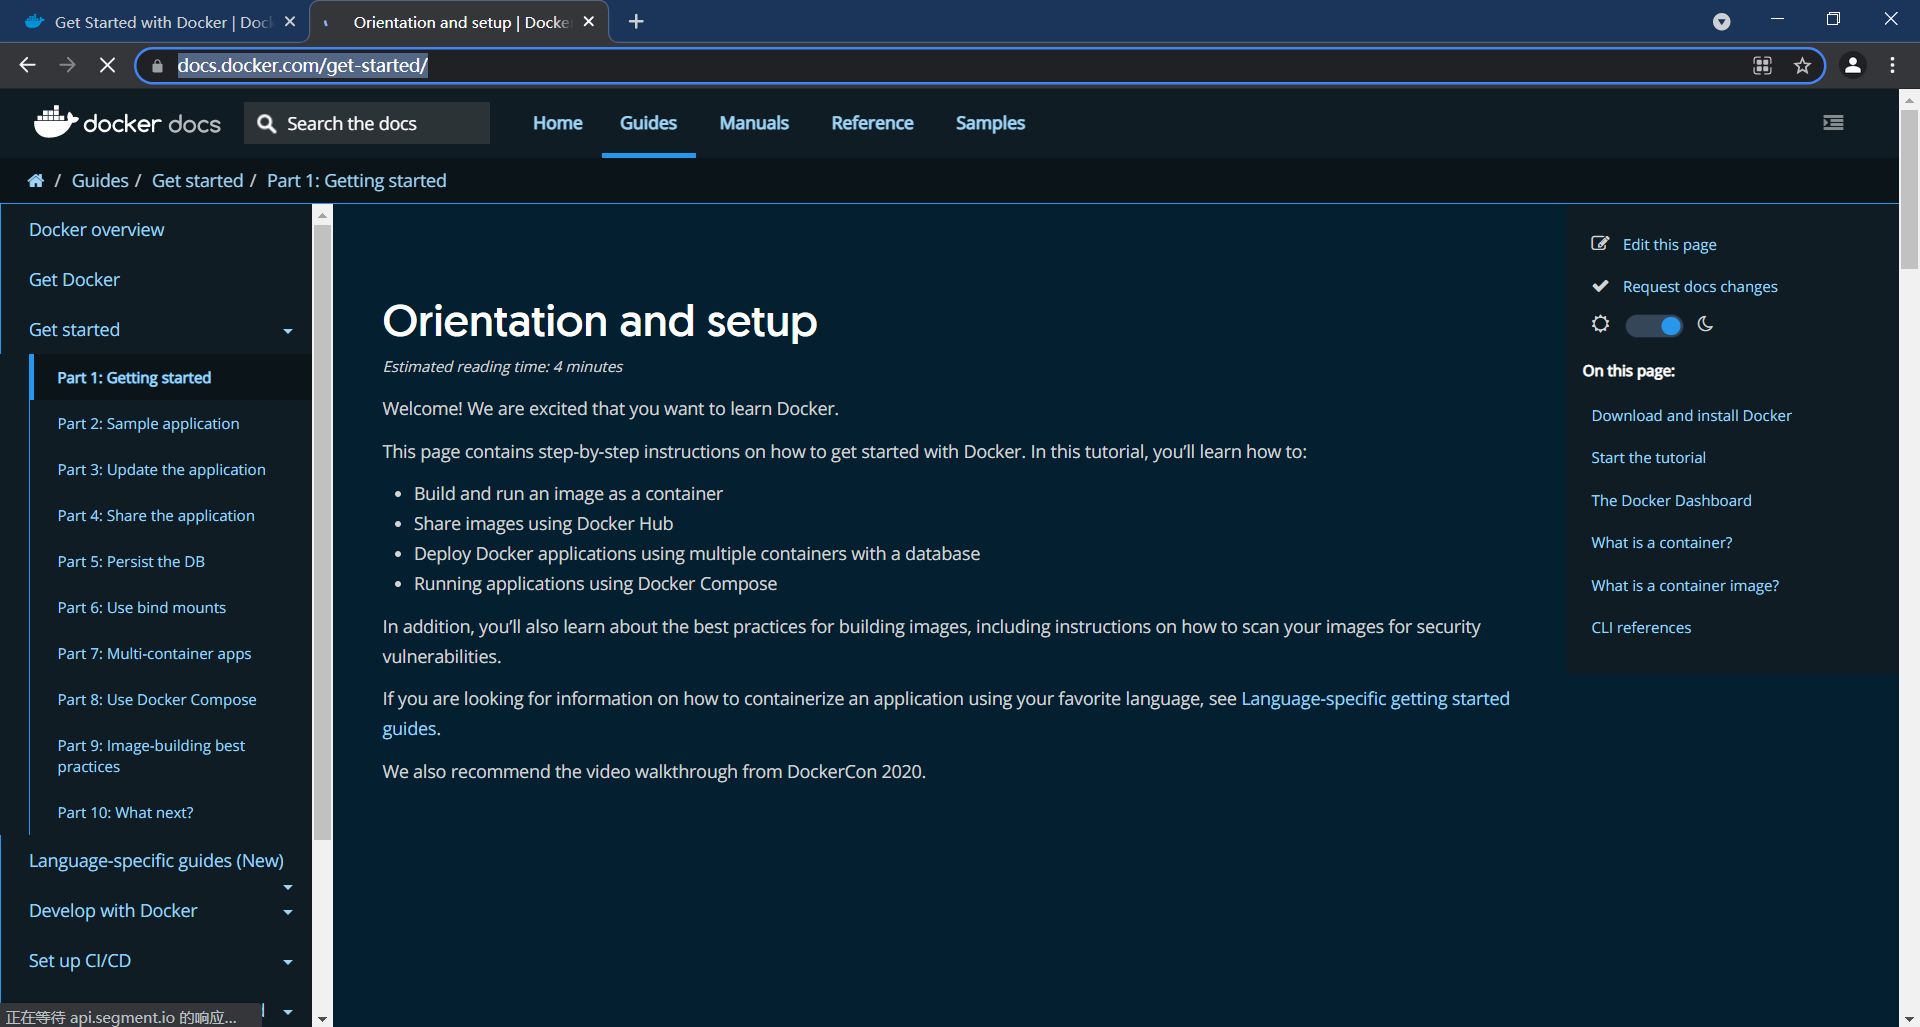 Get Started with Docker | Doc
Orientation and setup | Docke
docs.docker.com/get-started/
docker docs
Search the docs
Home
Guides
Manuals
Reference
Samples
/ Guides / Get started / Part 1: Getting started
Docker overview
Get Docker
Get started
Part 1: Getting started
Part 2: Sample application
Part 3: Update the application
Part 4: Share the application
Part 5: Persist the DB
Part 6: Use bind mounts
Part 7: Multi-container apps
Part 8: Use Docker Compose
Part 9: Image-building best
practices
Part 10: What next?
Language-specific guides (New)
Develop with Docker
Set up CI/CD
正在等待 api.segment.io 的响应...
Orientation and setup
Estimated reading time: 4 minutes
Welcome! We are excited that you want to learn Docker.
This page contains step-by-step instructions on how to get started with Docker. In this tutorial, you’ll learn how to:
• Build and run an image as a container
• Share images using Docker Hub
• Deploy Docker applications using multiple containers with a database
• Running applications using Docker Compose
In addition, you’ll also learn about the best practices for building images, including instructions on how to scan your images for security
vulnerabilities.
If you are looking for information on how to containerize an application using your favorite language, see Language-specific getting started
guides.
We also recommend the video walkthrough from DockerCon 2020.
Edit this page
Request docs changes
On this page:
Download and install Docker
Start the tutorial
The Docker Dashboard
What is a container?
What is a container image?
CLI references